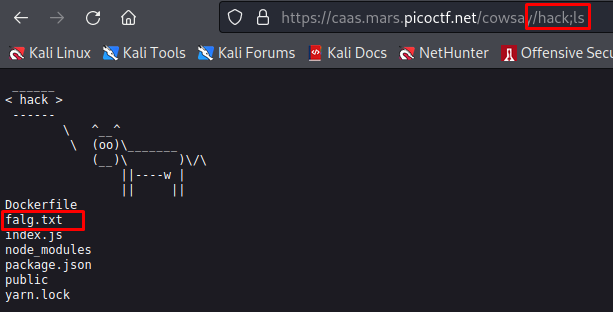 https://caas.mars.picoctf.net/cowsay//hack;ls
Kali Linux Kali Tools Kali Forums Kali Docs NetHunter Offensive Secu
______
< hack >
------
\ ^__^
\ (oo)\_______
(__)\ )\/\
||----w |
|| ||
Dockerfile
falg.txt
index.js
node_modules
package.json
public
yarn.lock